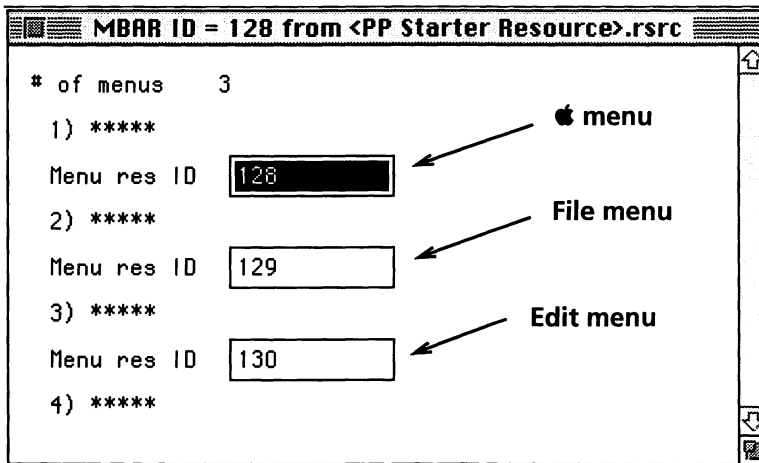 MBAR ID = 128 from <PP Starter Resource>.rsrc
# of menus 3
1) *****
 menu
Menu res ID 128
2) *****
File menu
Menu res ID 129
3) *****
Edit menu
Menu res ID 130
4) *****